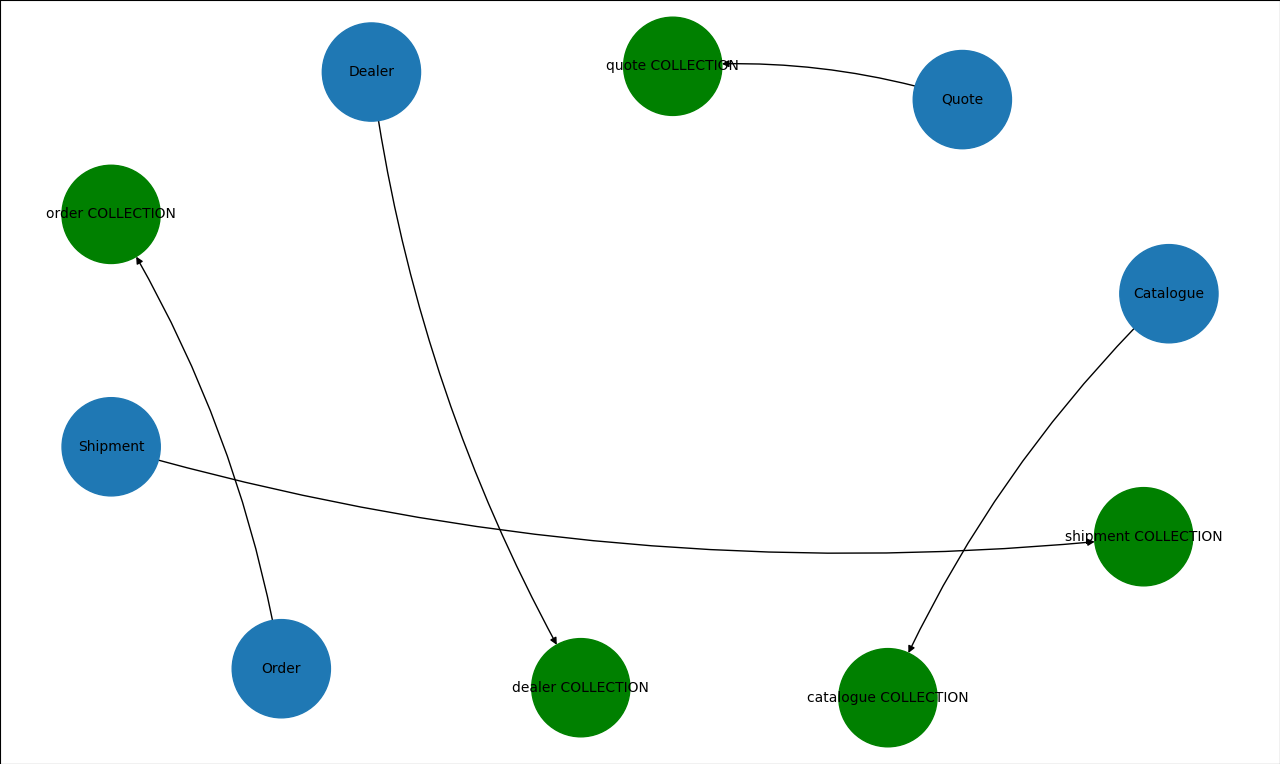 quote COLLECTION
Dealer
Quote
order COLLECTION
Catalogue
Shipment
shipment COLLECTION
Order
dealer COLLECTION
catalogue COLLECTION